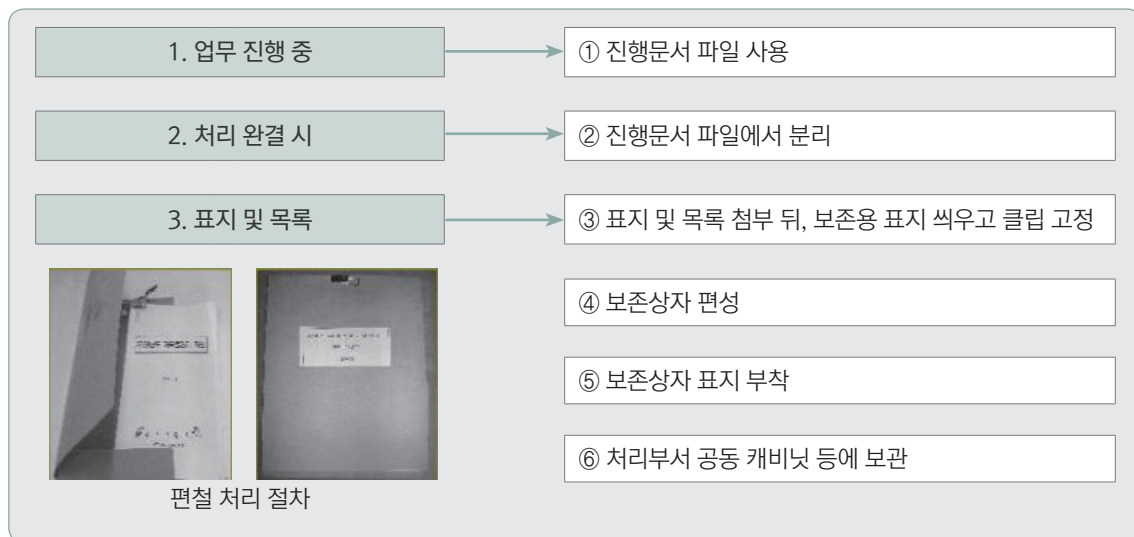 1. 업무 진행 중
① 진행문서 파일 사용
2. 처리 완결 시
② 진행문서 파일에서 분리
3. 표지 및 목록
③ 표지 및 목록 첨부 뒤, 보존용 표지 씌우고 클립 고정
④ 보존상자 편성
⑤ 보존상자 표지 부착
⑥ 처리부서 공동 캐비닛 등에 보관
편철 처리 절차